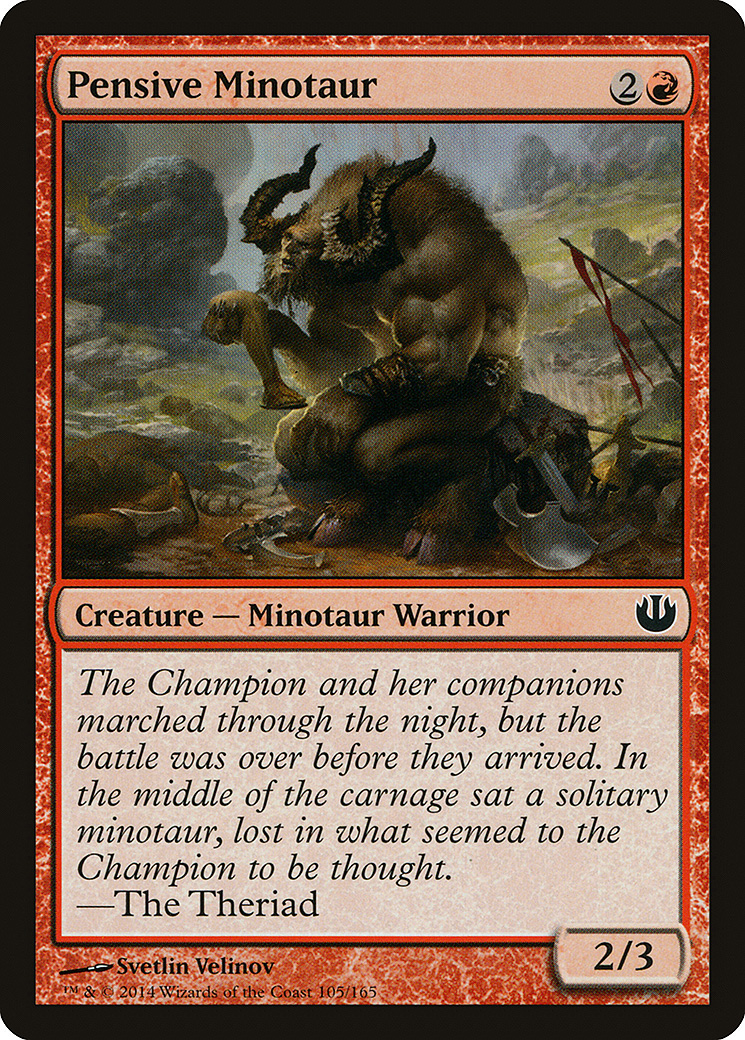 Pensive Minotaur 2
Creature — Minotaur Warrior
The Champion and her companions
marched through the night, but the
battle was over before they arrived. In
the middle of the carnage sat a solitary
minotaur, lost in what seemed to the
Champion to be thought.
—The Theriad
2/3
Svetlin Velinov
™ & © 2014 Wizards of the Coast 105/165